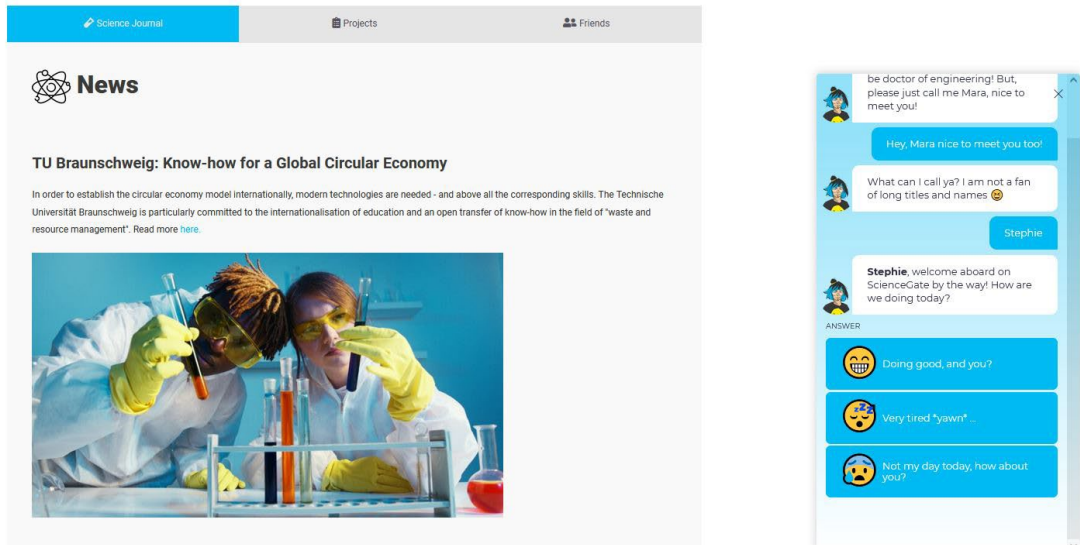 Science Journal
Projects
Friends
News
TU Braunschweig: Know-how for a Global Circular Economy
In order to establish the circular economy model internationally, modern technologies are needed - and above all the corresponding skills. The Technische
Universität Braunschweig is particularly committed to the internationalisation of education and an open transfer of know-how in the field of "waste and
resource management". Read more here.
be doctor of engineering! But,
please just call me Mara, nice to
meet you!
Hey, Mara nice to meet you too!
What can I call ya? I am not a fan
of long titles and names 😆
Stephie
Stephie, welcome aboard on
ScienceGate by the way! How are
we doing today?
ANSWER
Doing good, and you?
Very tired *yawn* ...
Not my day today, how about
you?